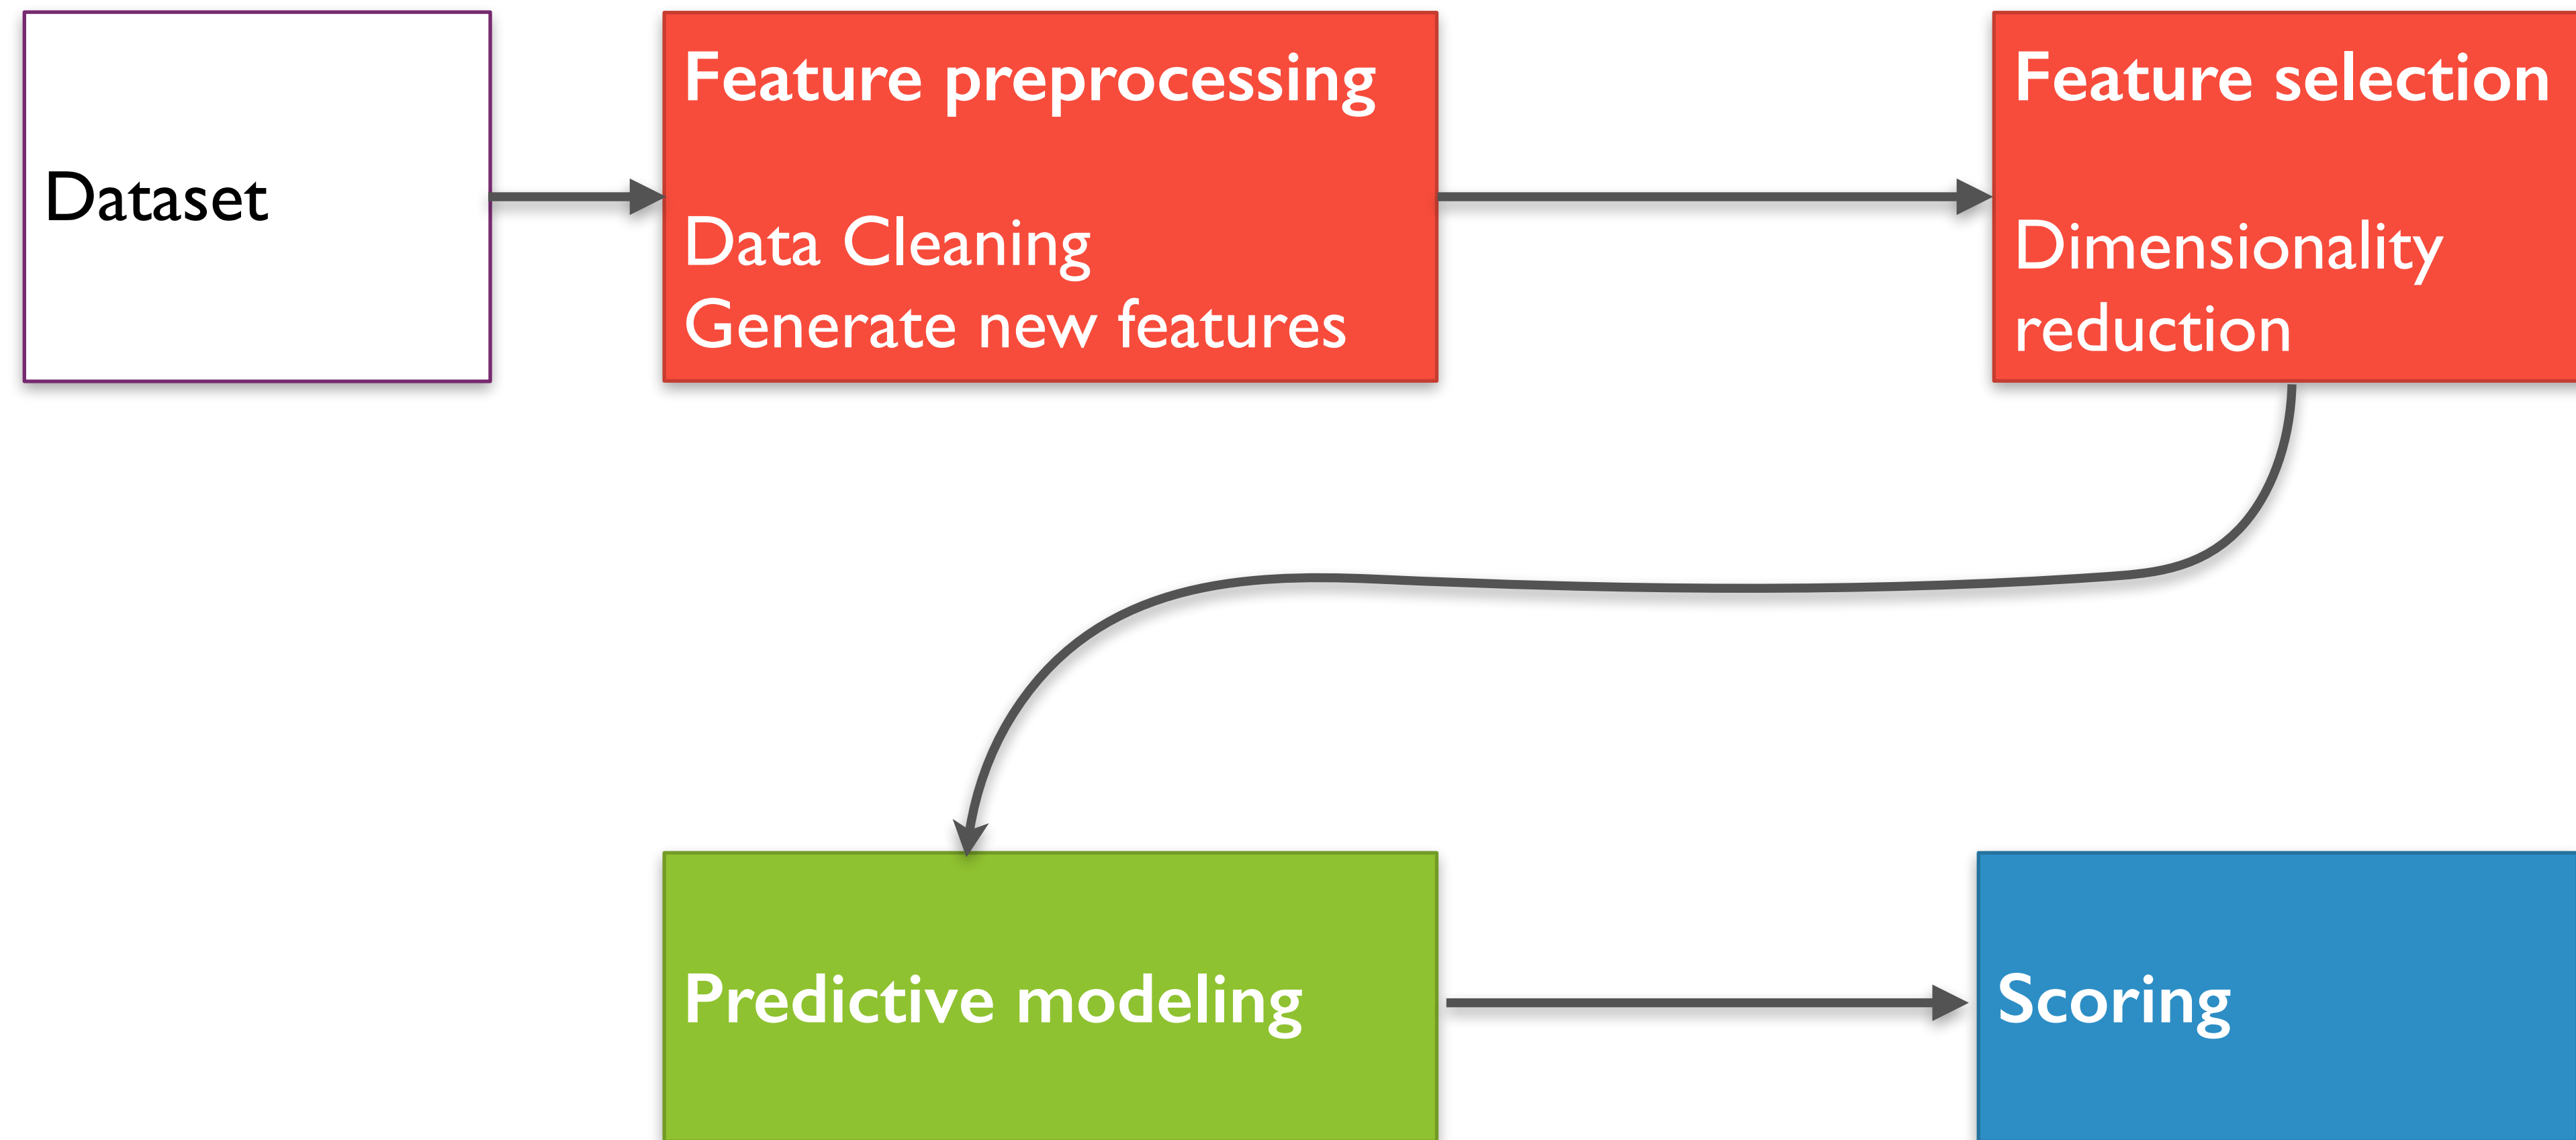 Dataset
Feature preprocessing
Data Cleaning
Generate new features
Feature selection
Dimensionality
reduction
Predictive modeling
Scoring